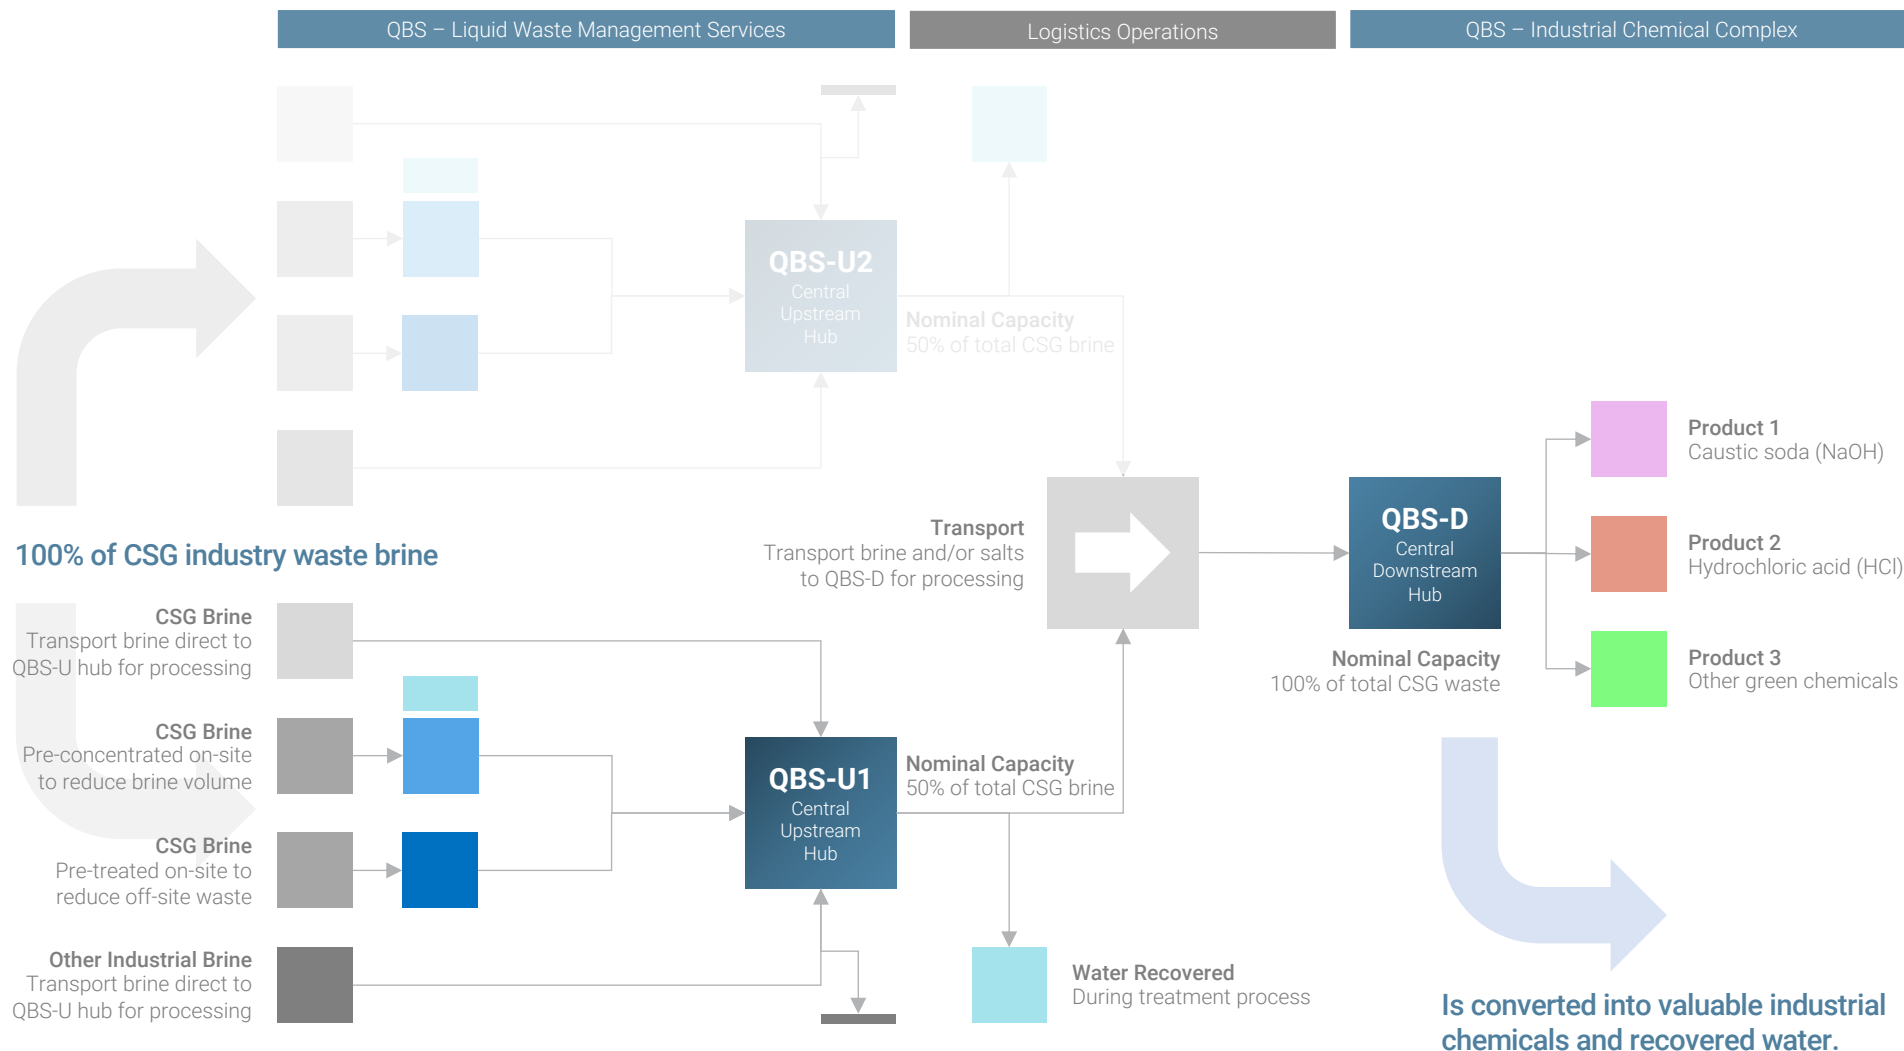 QBS – Liquid Waste Management Services
Logistics Operations
QBS – Industrial Chemical Complex
QBS-U2
Central
Upstream
Hub
Nominal Capacity
50% of total CSG brine
100% of CSG industry waste brine
Transport
Transport brine and/or salts
to QBS-D for processing
QBS-D
Central
Downstream
Hub
Nominal Capacity
100% of total CSG waste
Product 1
Caustic soda (NaOH)
Product 2
Hydrochloric acid (HCl)
Product 3
Other green chemicals
CSG Brine
Transport brine direct to
QBS-U hub for processing
CSG Brine
Pre-concentrated on-site
to reduce brine volume
CSG Brine
Pre-treated on-site to
reduce off-site waste
Other Industrial Brine
Transport brine direct to
QBS-U hub for processing
QBS-U1
Central
Upstream
Hub
Nominal Capacity
50% of total CSG brine
Water Recovered
During treatment process
Is converted into valuable industrial
chemicals and recovered water.